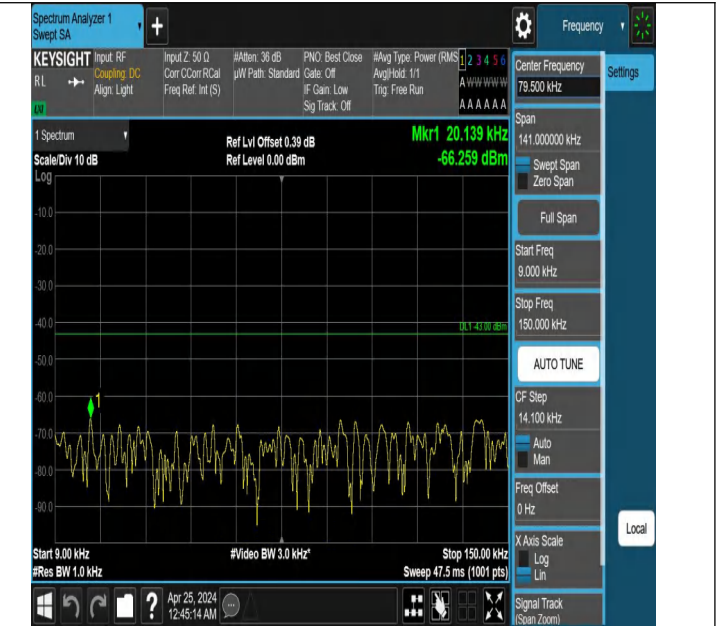 Spectrum Analyzer 1
Swept SA
+
Frequency
KEYSIGHT
RL
LXI
Input: RF
Coupling: DC
Align: Light
Input Z: 50 Ω
Corr CCorr RCal
Freq Ref: Int (S)
#Atten: 36 dB
µW Path: Standard
PNO: Best Close
Gate: Off
IF Gain: Low
Sig Track: Off
#Avg Type: Power (RMS
Avg|Hold: 1/1
Trig: Free Run
1 2 3 4 5 6
A W W W W W
A A A A A A
1 Spectrum
Scale/Div 10 dB
Ref Lvl Offset 0.39 dB
Ref Level 0.00 dBm
Mkr1 20.139 kHz
-66.259 dBm
Log
-10.0
-20.0
-30.0
-40.0
DL1 -43.00 dBm
-50.0
-60.0
1
-70.0
-80.0
-90.0
Start 9.00 kHz
#Res BW 1.0 kHz
#Video BW 3.0 kHz*
Stop 150.00 kHz
Sweep 47.5 ms (1001 pts)
Center Frequency
79.500 kHz
Settings
Span
141.000000 kHz
Swept Span
Zero Span
Full Span
Start Freq
9.000 kHz
Stop Freq
150.000 kHz
AUTO TUNE
CF Step
14.100 kHz
Auto
Man
Freq Offset
0 Hz
X Axis Scale
Log
Lin
Local
Signal Track
(Span Zoom)
?
Apr 25, 2024
12:45:14 AM